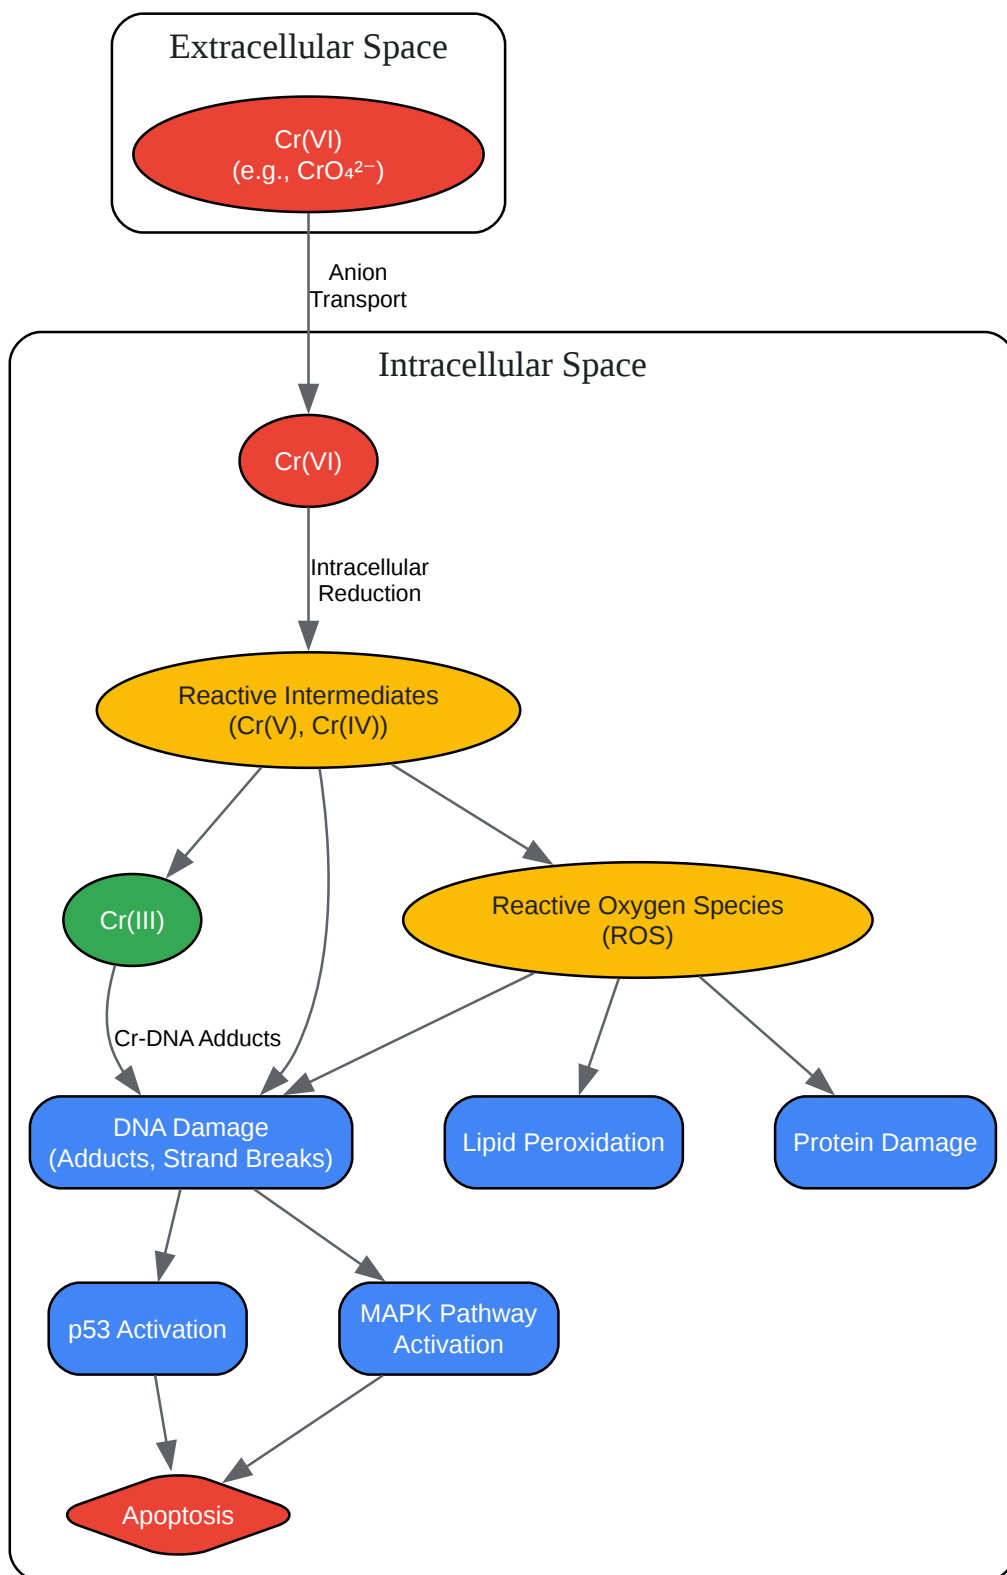 Extracellular Space
Cr(VI)
(e.g., CrO₄²⁻)
Anion
Transport
Intracellular Space
Cr(VI)
Intracellular
Reduction
Reactive Intermediates
(Cr(V), Cr(IV))
Cr(III)
Reactive Oxygen Species
(ROS)
Cr-DNA Adducts
DNA Damage
(Adducts, Strand Breaks)
Lipid Peroxidation
Protein Damage
p53 Activation
MAPK Pathway
Activation
Apoptosis